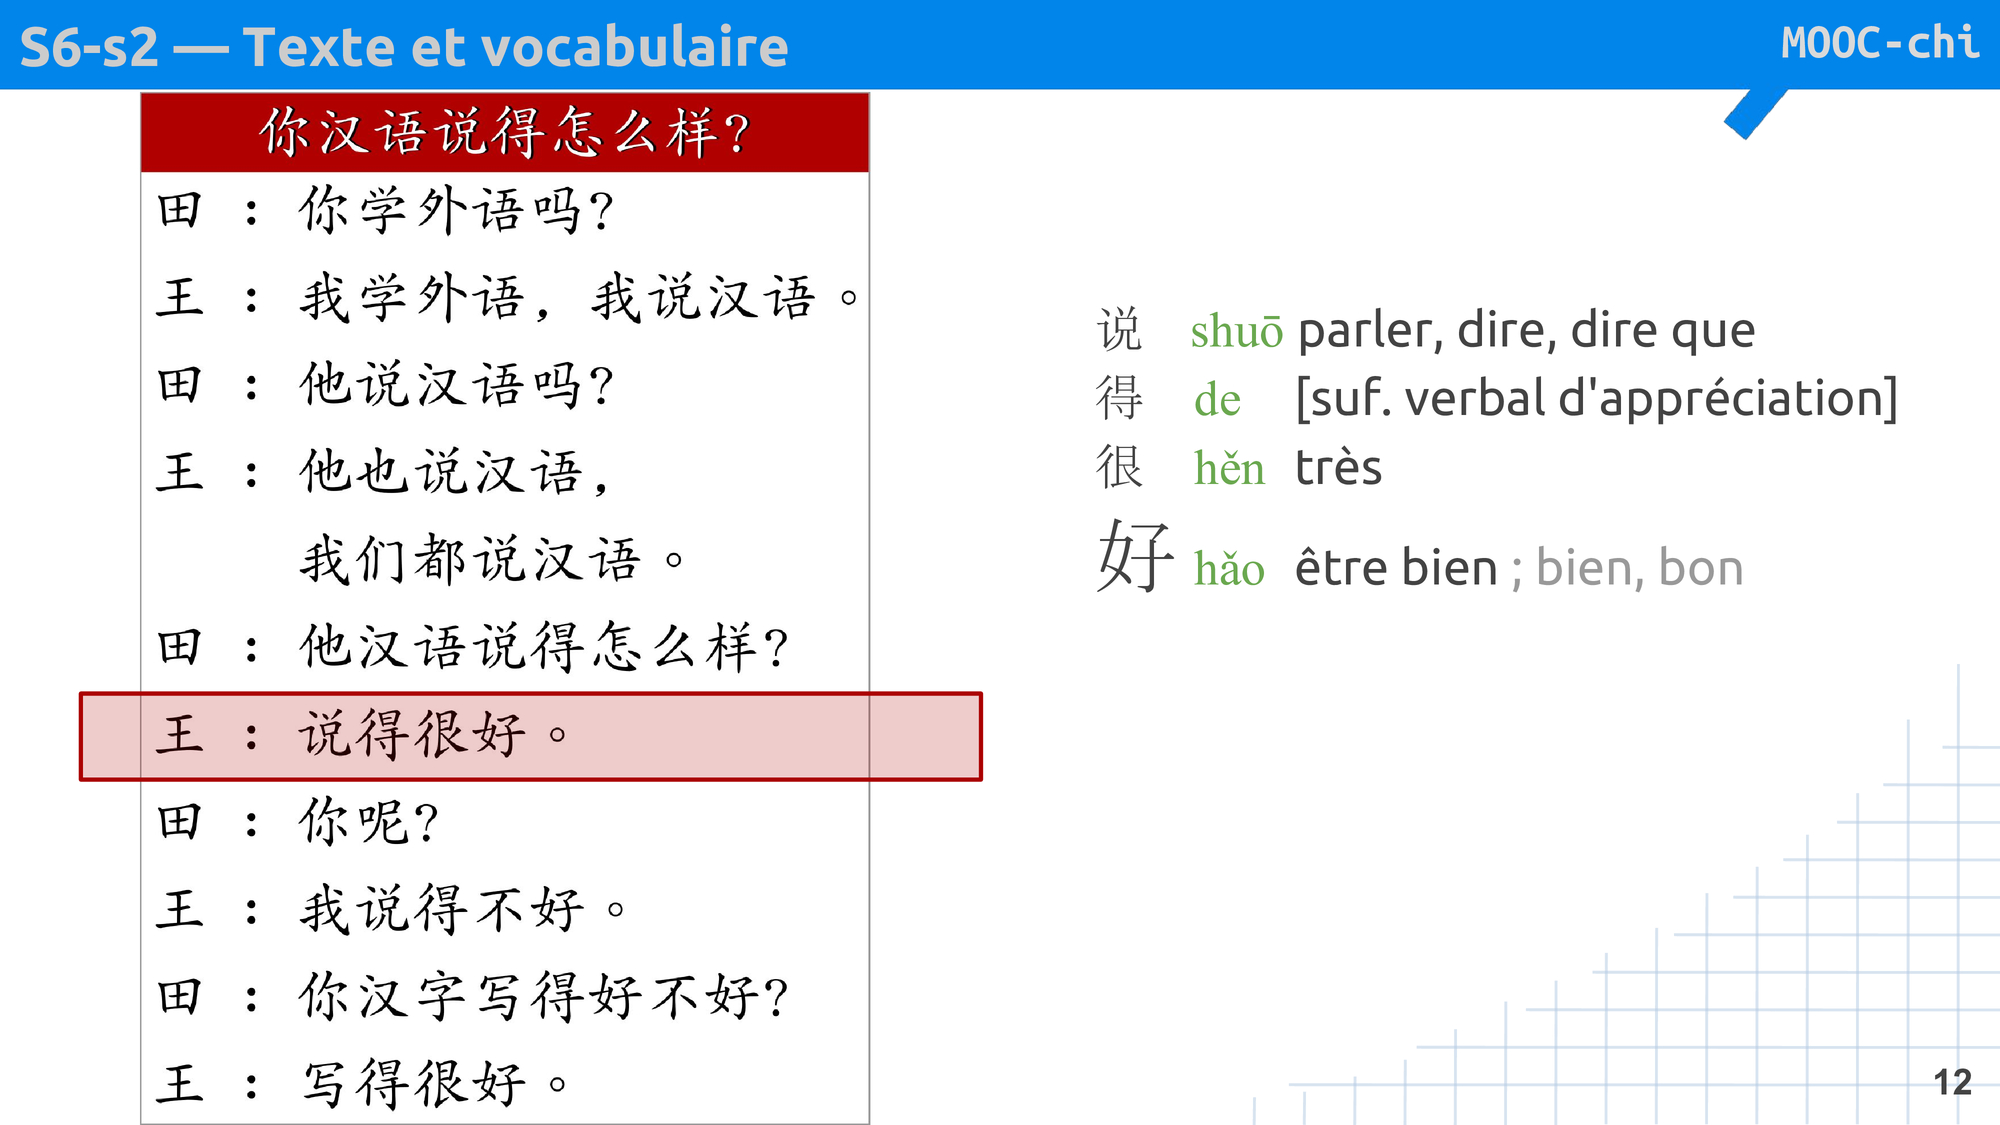 S6-s2 — Texte et vocabulaire
MOOC-chi
你汉语说得怎么样？
田 ： 你学外语吗？
王 ： 我学外语，我说汉语。
田 ： 他说汉语吗？
王 ： 他也说汉语，
我们都说汉语。
田 ： 他汉语说得怎么样？
王 ： 说得很好。
田 ： 你呢？
王 ： 我说得不好。
田 ： 你汉字写得好不好？
王 ： 写得很好。
说 shuō parler, dire, dire que
得 de [suf. verbal d'appréciation]
很 hěn très
好 hǎo être bien ; bien, bon
12